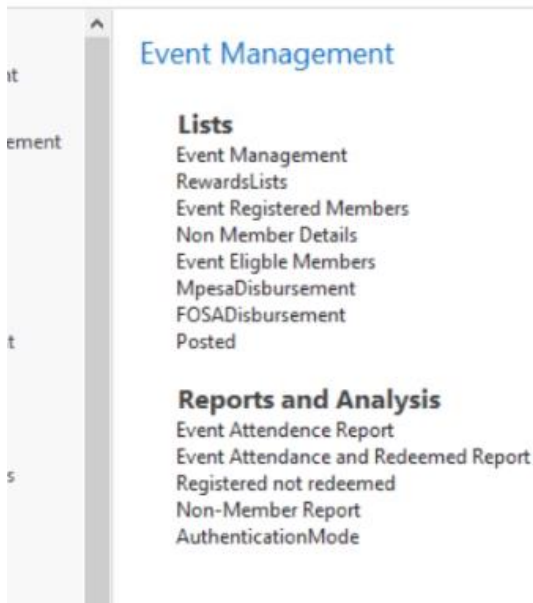 Event Management
Lists
Event Management
RewardsLists
Event Registered Members
Non Member Details
Event Eligble Members
MpesaDisbursement
FOSADisbursement
Posted
Reports and Analysis
Event Attendence Report
Event Attendance and Redeemed Report
Registered not redeemed
Non-Member Report
AuthenticationMode